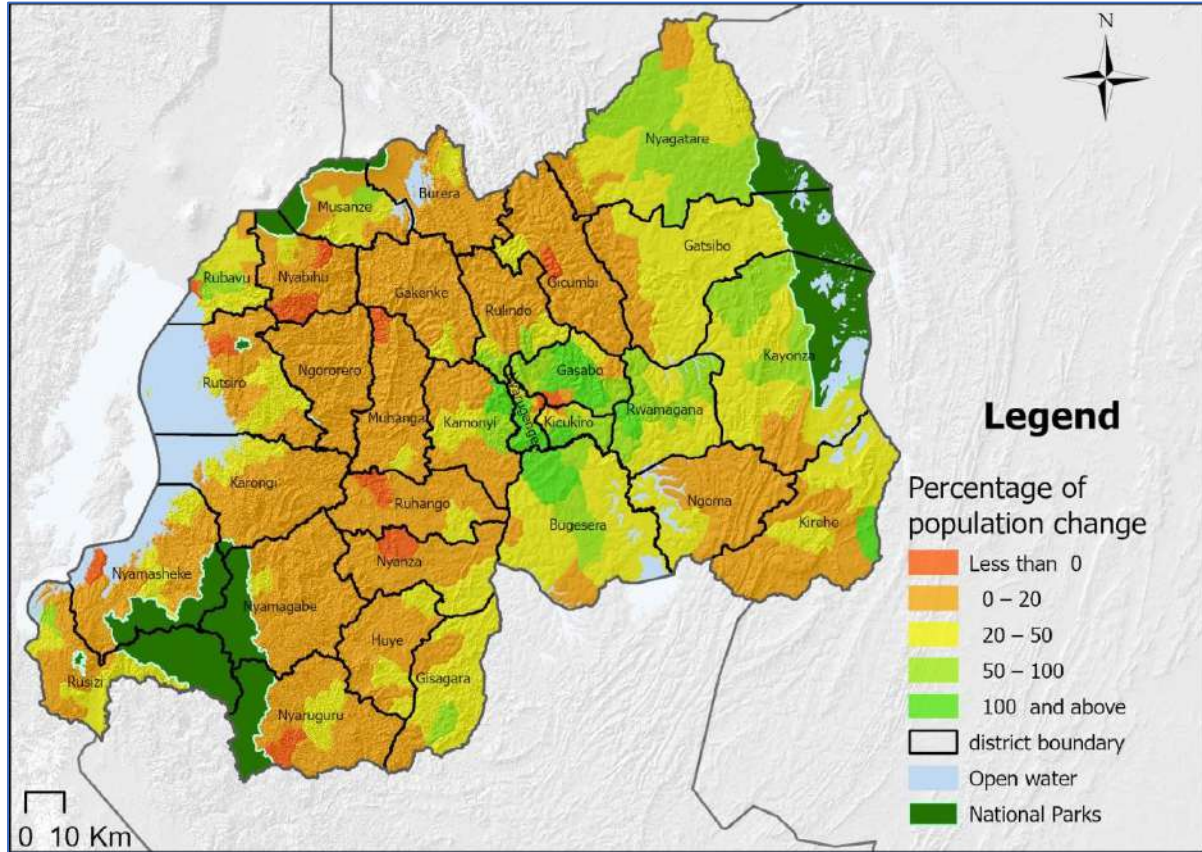 N
Nyagatare
Burera
Musanze
Gatsibo
Rubavu
Nyabihu
Gakenke
Rulindo
Gicumbi
Kayonza
Gasabo
Rutsiro
Ngororero
Muhanga
Kamonyi
Nyarugenge
Kicukiro
Rwamagana
Karongi
Ruhango
Bugesera
Ngoma
Kirehe
Nyamasheke
Nyanza
Nyamagabe
Huye
Gisagara
Rusizi
Nyaruguru
Legend
Percentage of
population change
Less than 0
0 – 20
20 – 50
50 – 100
100 and above
district boundary
Open water
National Parks
0 10 Km